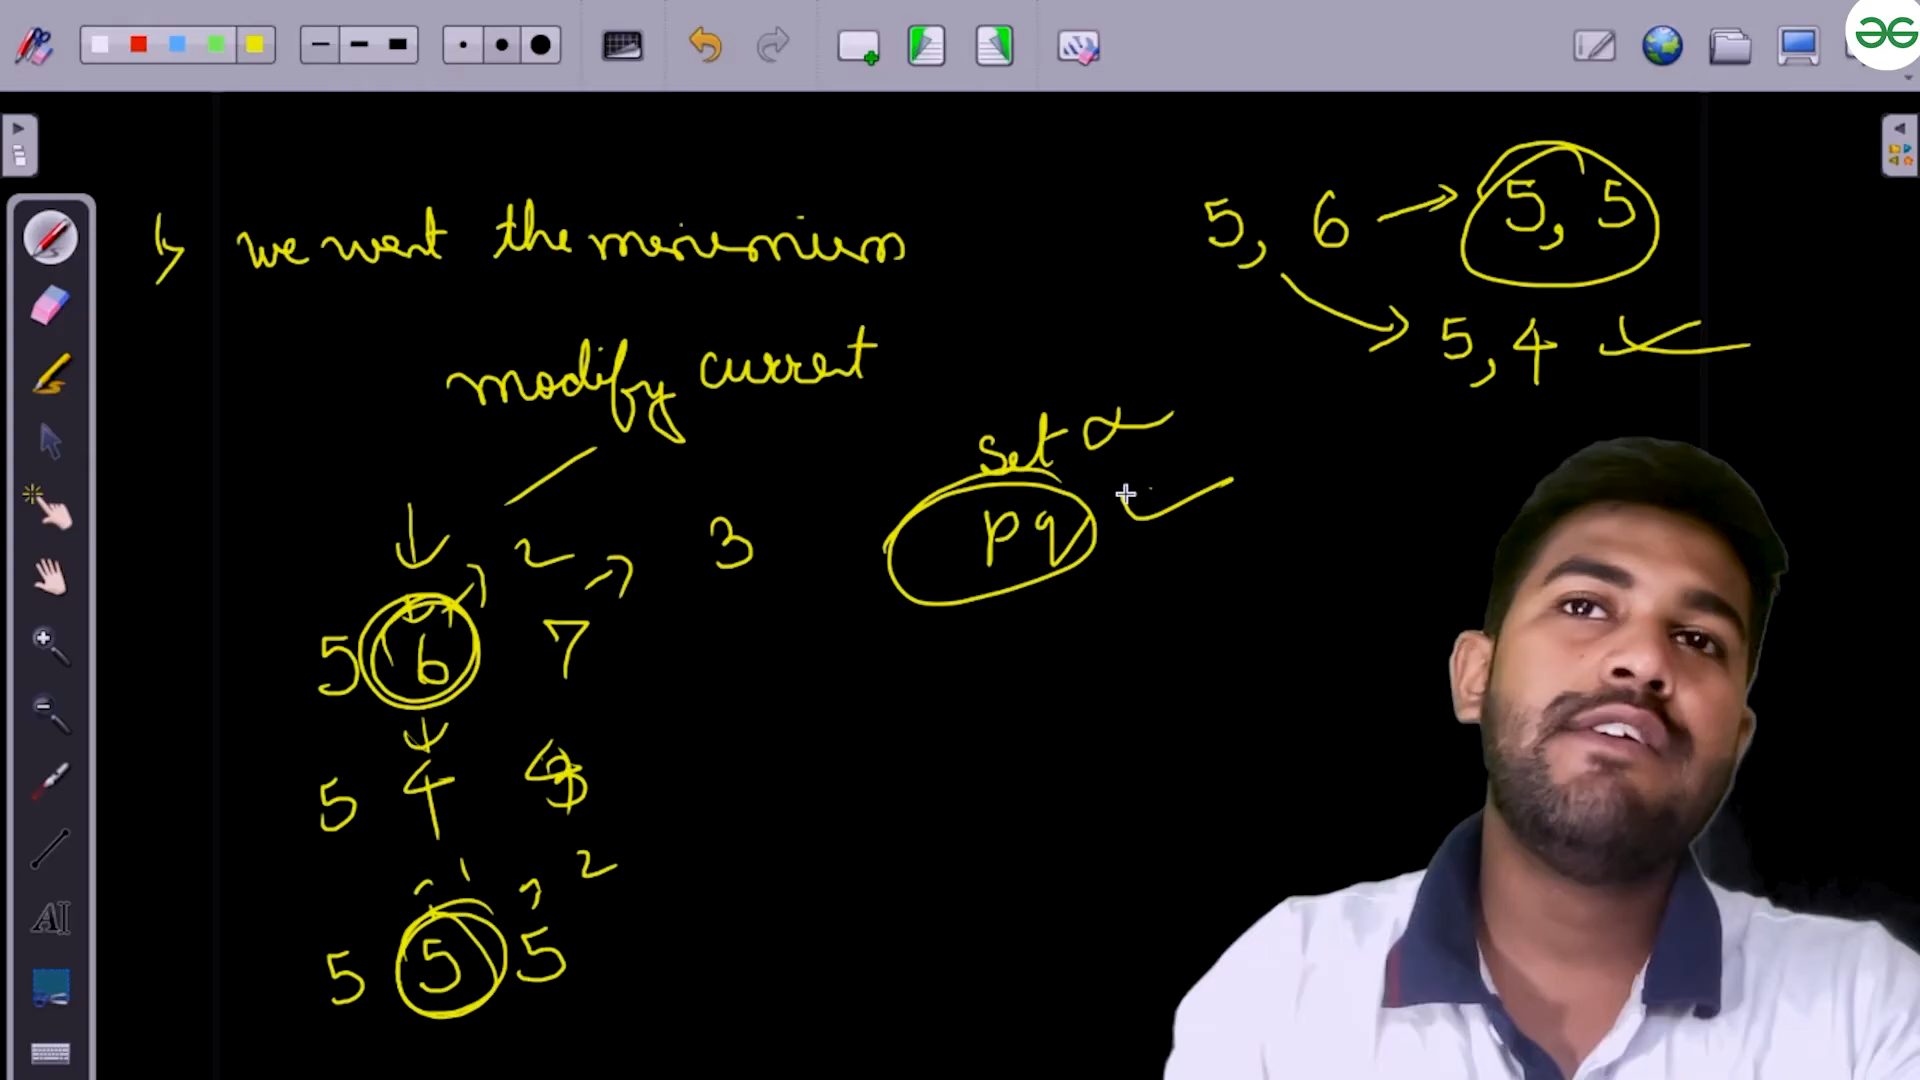 we want the minimum
modify current
5, 6 → 5, 5
→ 5, 4
set
pq
2 3
5 6 7
5 4
2
5 5 5